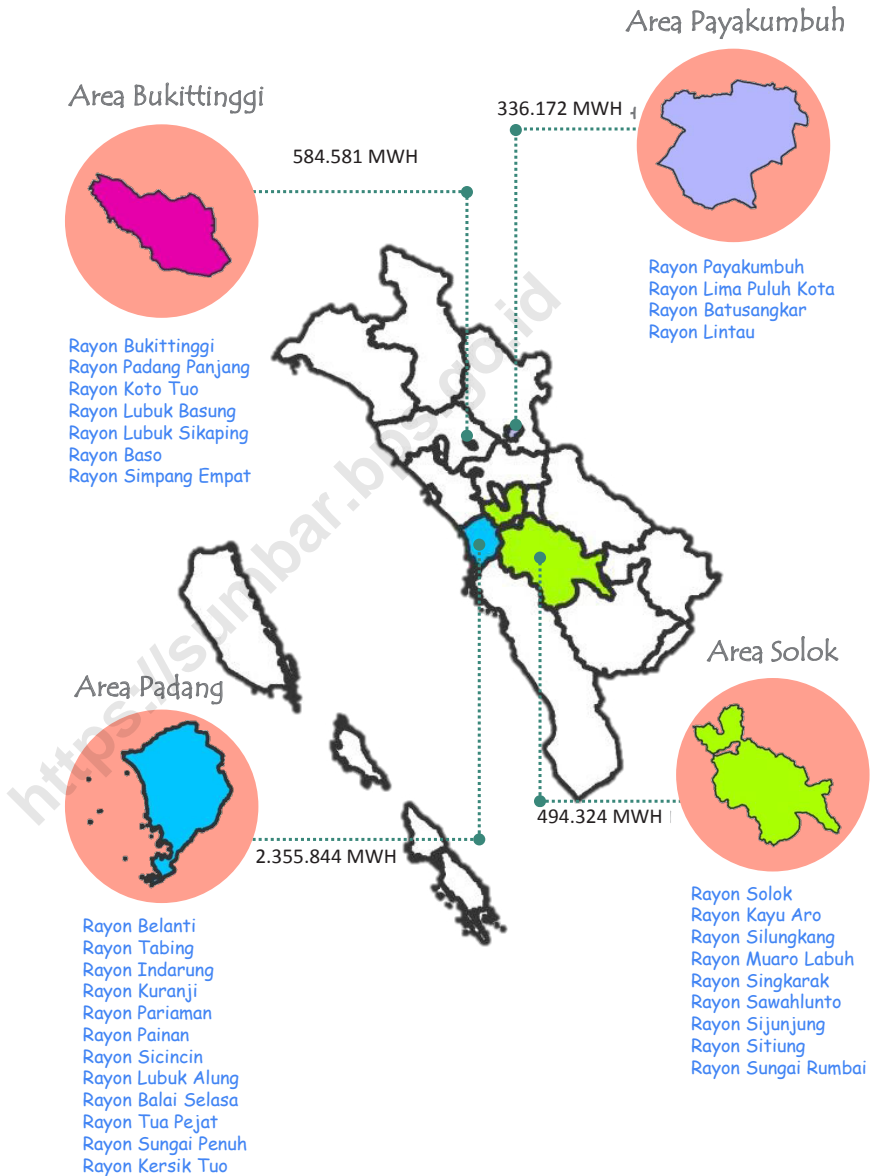 Area Payakumbuh
336.172 MWH
Rayon Payakumbuh
Rayon Lima Puluh Kota
Rayon Batusangkar
Rayon Lintau
Area Bukittinggi
584.581 MWH
Rayon Bukittinggi
Rayon Padang Panjang
Rayon Koto Tuo
Rayon Lubuk Basung
Rayon Lubuk Sikaping
Rayon Baso
Rayon Simpang Empat
https://sumbar.bps.go.id
Area Padang
2.355.844 MWH
Rayon Belanti
Rayon Tabing
Rayon Indarung
Rayon Kuranji
Rayon Pariaman
Rayon Painan
Rayon Sicincin
Rayon Lubuk Alung
Rayon Balai Selasa
Rayon Tua Pejat
Rayon Sungai Penuh
Rayon Kersik Tuo
Area Solok
494.324 MWH
Rayon Solok
Rayon Kayu Aro
Rayon Silungkang
Rayon Muaro Labuh
Rayon Singkarak
Rayon Sawahlunto
Rayon Sijunjung
Rayon Sitiung
Rayon Sungai Rumbai